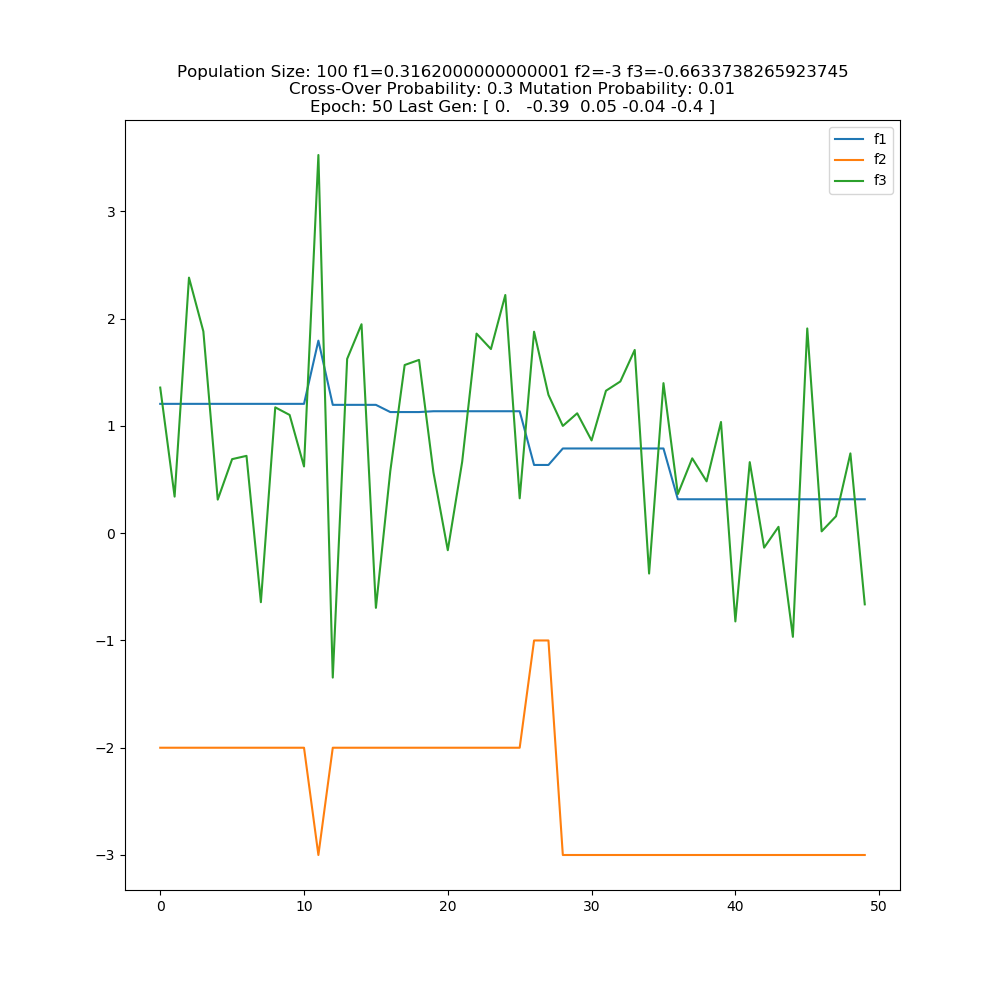 Population Size: 100 f1=0.3162000000000001 f2=-3 f3=-0.6633738265923745
Cross-Over Probability: 0.3 Mutation Probability: 0.01
Epoch: 50 Last Gen: [ 0.   -0.39  0.05 -0.04 -0.4 ]
f1
f2
f3
3
2
1
0
−1
−2
−3
0 10 20 30 40 50